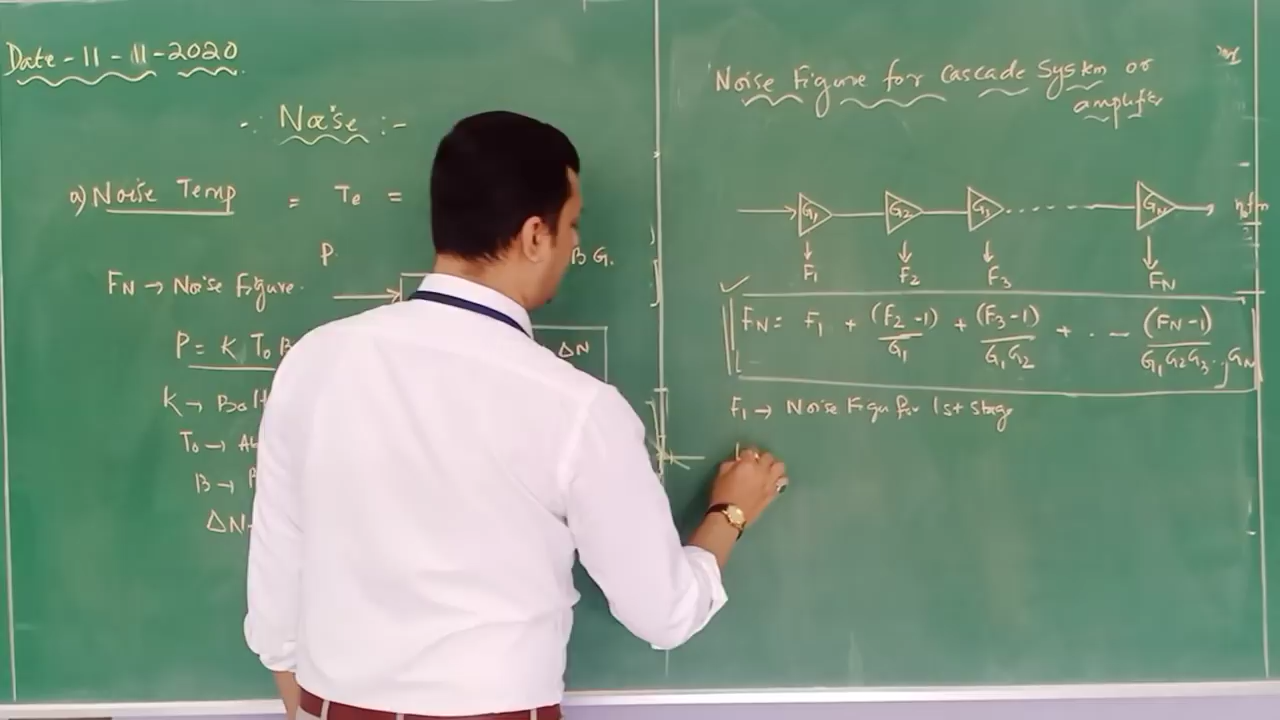 Date - 11 - 11 - 2020
-: Noise :-
a) Noise Temp = Te =
P. B G.
FN → Noise Figure.
P = K T0 B
ΔN
K →
T0 →
B →
ΔN
Noise Figure for Cascade System or
amplifier
G1 G2 G3 GN
F1 F2 F3 FN
FN = F1 + (F2 -1)/G1 + (F3 -1)/G1 G2 + . . - (FN -1)/G1 G2 G3 . . , GN
F1 → Noise Figu for 1st stage